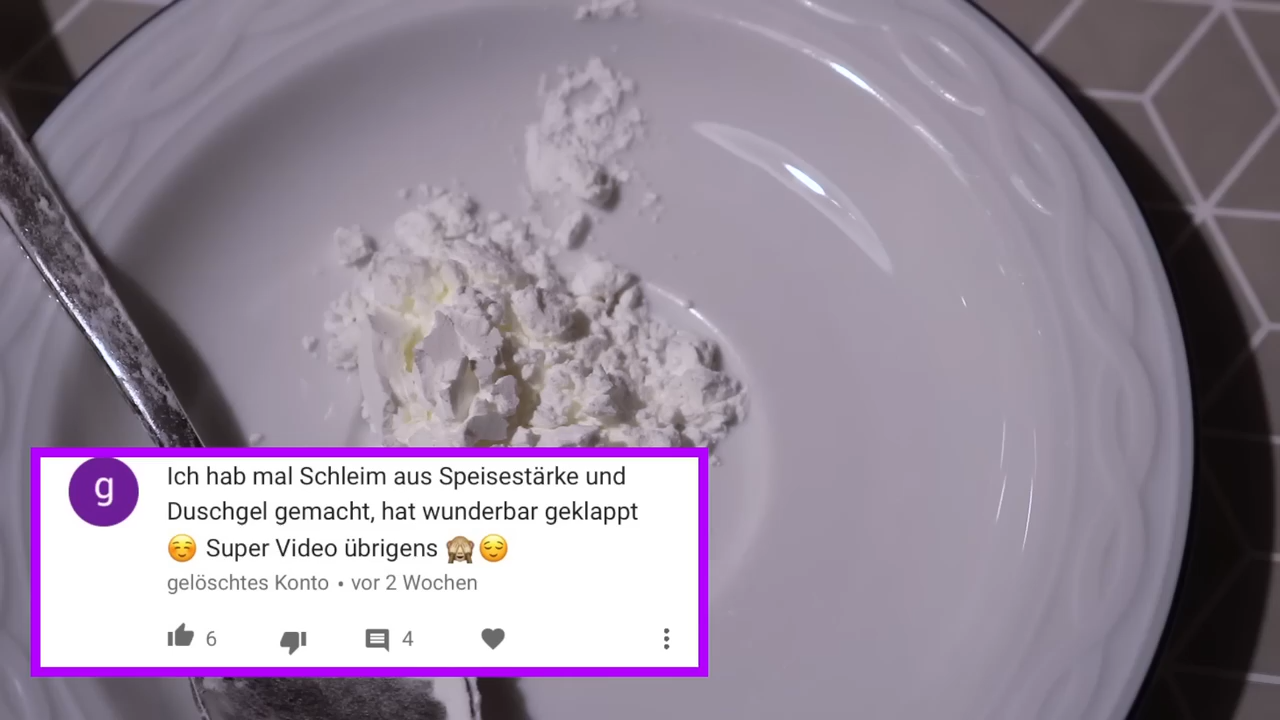 g
Ich hab mal Schleim aus Speisestärke und
Duschgel gemacht, hat wunderbar geklappt
☺️ Super Video übrigens 🙈😌
gelöschtes Konto • vor 2 Wochen
6 4